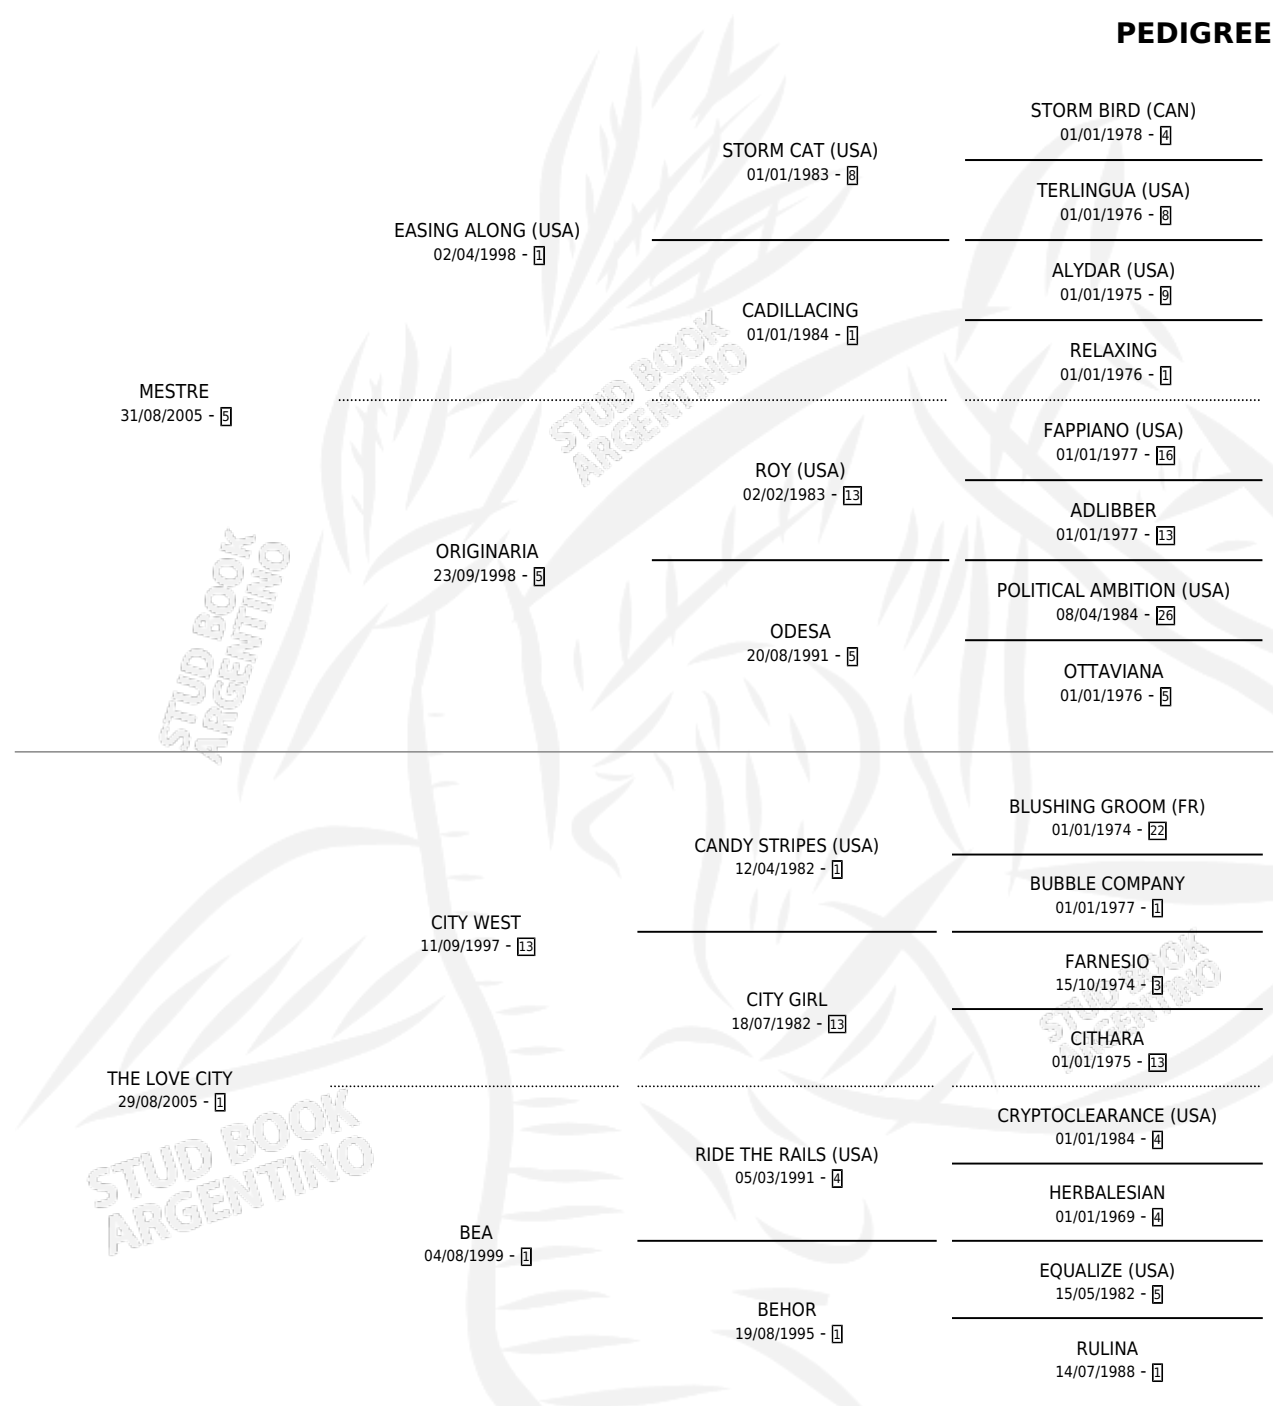 PEDIGREE
STORM BIRD (CAN)
01/01/1978 - 4
STORM CAT (USA)
01/01/1983 - 8
TERLINGUA (USA)
01/01/1976 - 8
EASING ALONG (USA)
02/04/1998 - 1
ALYDAR (USA)
01/01/1975 - 9
CADILLACING
01/01/1984 - 1
RELAXING
01/01/1976 - 1
MESTRE
31/08/2005 - 5
FAPPIANO (USA)
01/01/1977 - 16
ROY (USA)
02/02/1983 - 13
ADLIBBER
01/01/1977 - 13
ORIGINARIA
23/09/1998 - 5
POLITICAL AMBITION (USA)
08/04/1984 - 26
ODESA
20/08/1991 - 5
OTTAVIANA
01/01/1976 - 5
BLUSHING GROOM (FR)
01/01/1974 - 22
CANDY STRIPES (USA)
12/04/1982 - 1
BUBBLE COMPANY
01/01/1977 - 1
CITY WEST
11/09/1997 - 13
FARNESIO
15/10/1974 - 3
CITY GIRL
18/07/1982 - 13
CITHARA
01/01/1975 - 13
THE LOVE CITY
29/08/2005 - 1
CRYPTOCLEARANCE (USA)
01/01/1984 - 4
RIDE THE RAILS (USA)
05/03/1991 - 4
HERBALESIAN
01/01/1969 - 4
BEA
04/08/1999 - 1
EQUALIZE (USA)
15/05/1982 - 5
BEHOR
19/08/1995 - 1
RULINA
14/07/1988 - 1
STUD BOOK
ARGENTINO
STUD BOOK
ARGENTINO
STUD BOOK
ARGENTINO
STUD BOOK
ARGENTINO